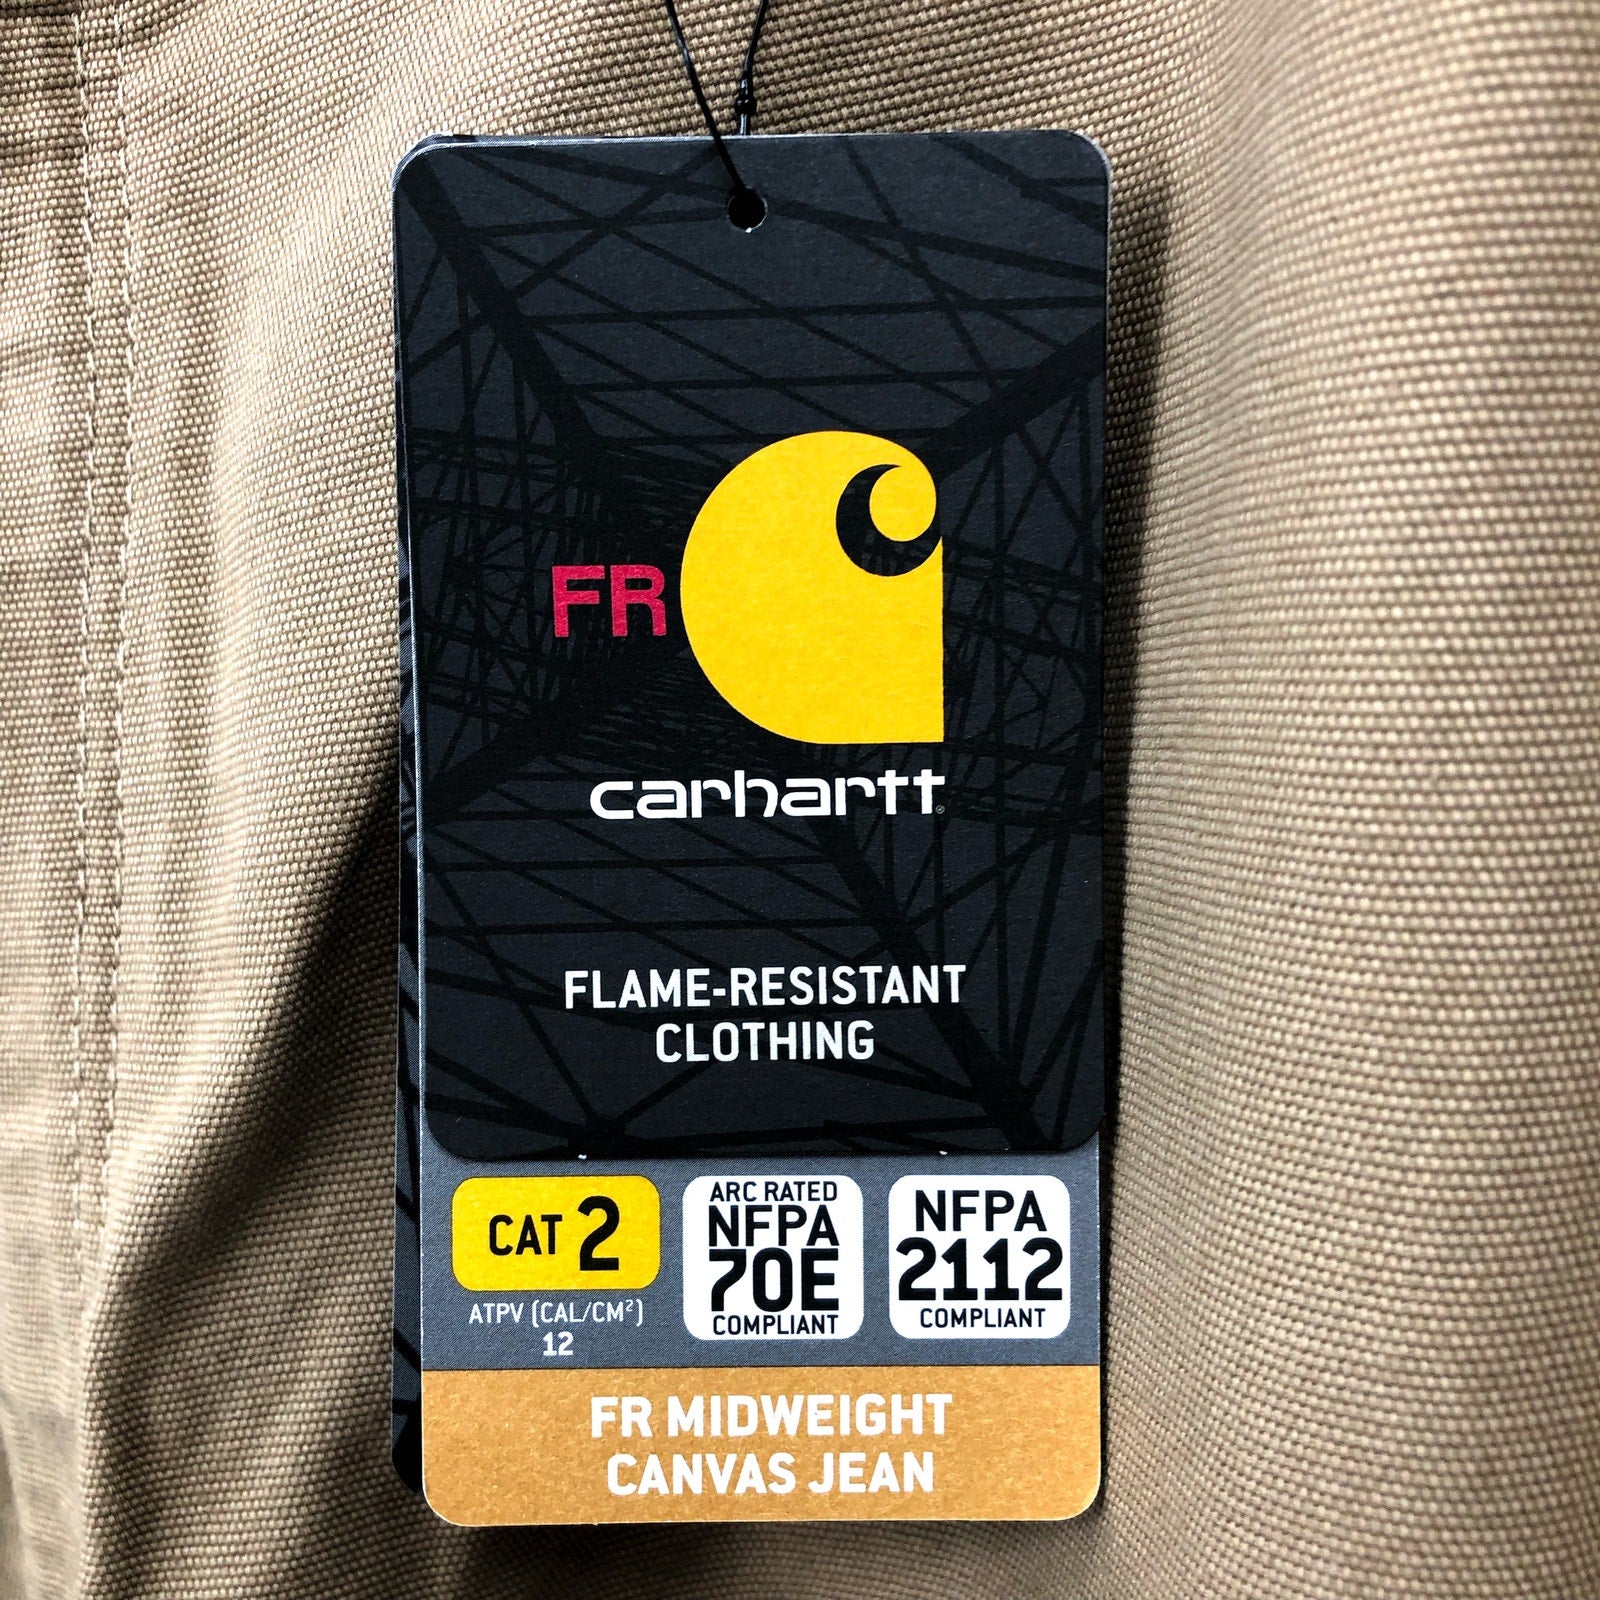 FR
carhartt
FLAME-RESISTANT
CLOTHING
CAT 2
ATPV (CAL/CM²)
12
ARC RATED
NFPA
70E
COMPLIANT
NFPA
2112
COMPLIANT
FR MIDWEIGHT
CANVAS JEAN